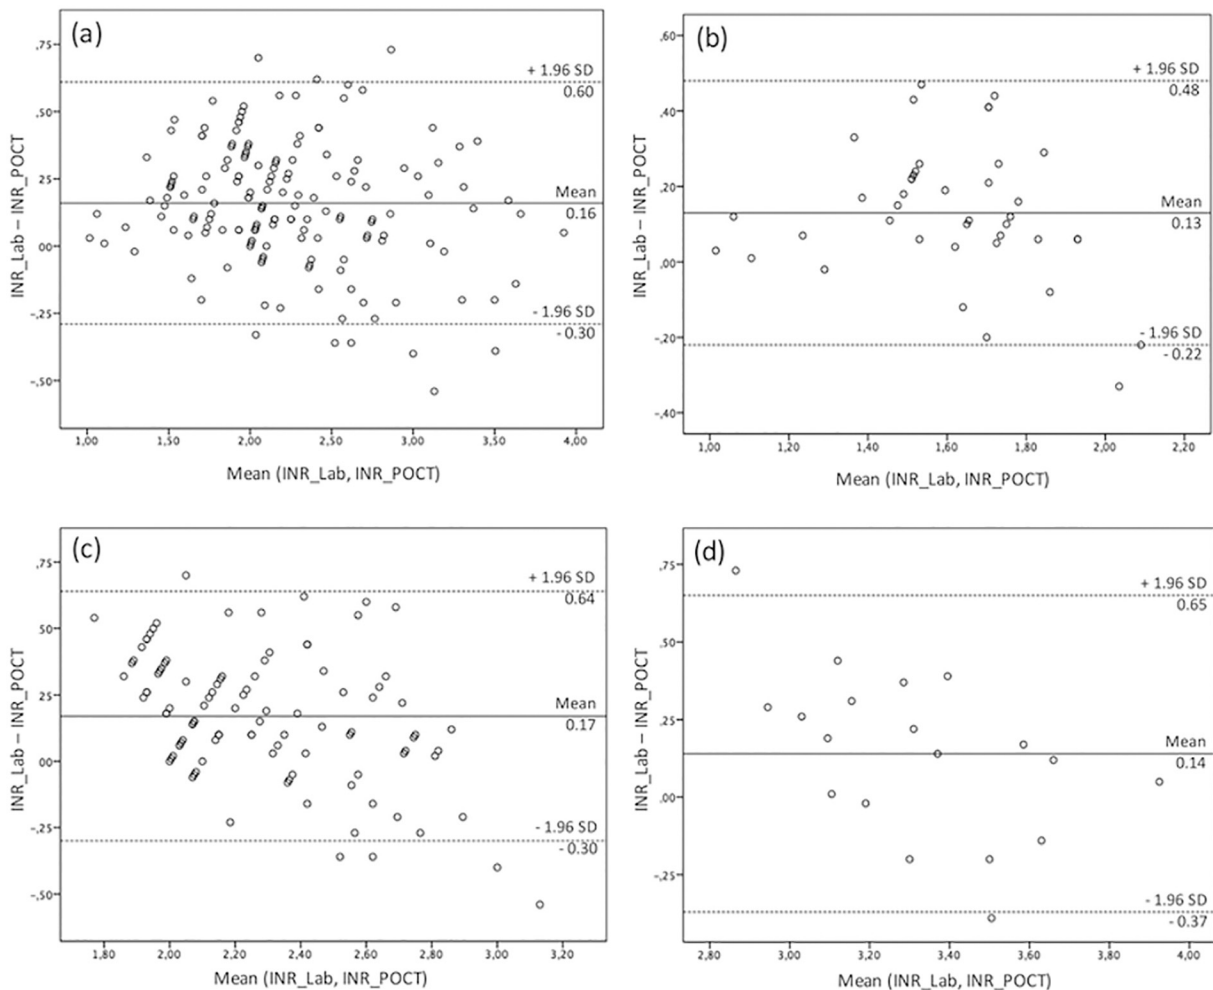 (a)
INR_Lab – INR_POCT
,75
,50
,25
,00
-,25
-,50
+ 1.96 SD
0.60
Mean
0.16
- 1.96 SD
- 0.30
1,00 1,50 2,00 2,50 3,00 3,50 4,00
Mean (INR_Lab, INR_POCT)
(b)
INR_Lab – INR_POCT
,60
,40
,20
,00
-,20
-,40
+ 1.96 SD
0.48
Mean
0.13
- 1.96 SD
- 0.22
1,00 1,20 1,40 1,60 1,80 2,00 2,20
Mean (INR_Lab, INR_POCT)
(c)
INR_Lab – INR_POCT
,75
,50
,25
,00
-,25
-,50
+ 1.96 SD
0.64
Mean
0.17
- 1.96 SD
- 0.30
1,80 2,00 2,20 2,40 2,60 2,80 3,00 3,20
Mean (INR_Lab, INR_POCT)
(d)
INR_Lab – INR_POCT
,75
,50
,25
,00
-,25
+ 1.96 SD
0.65
Mean
0.14
- 1.96 SD
- 0.37
2,80 3,00 3,20 3,40 3,60 3,80 4,00
Mean (INR_Lab, INR_POCT)